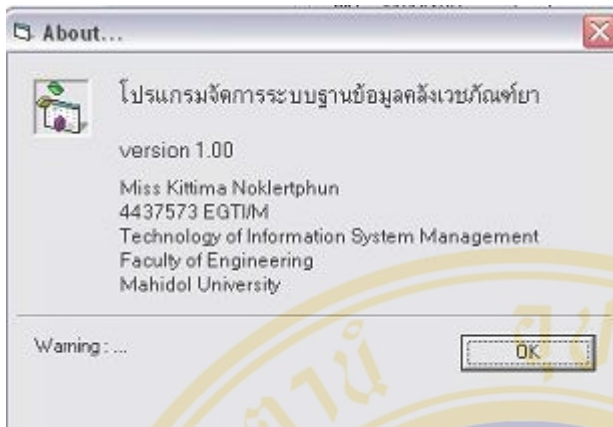 About...
โปรแกรมจัดการระบบฐานข้อมูลคลังเวชภัณฑ์ยา
version 1.00
Miss Kittima Noklertphun
4437573 EGTI/M
Technology of Information System Management
Faculty of Engineering
Mahidol University
Warning : ...
OK